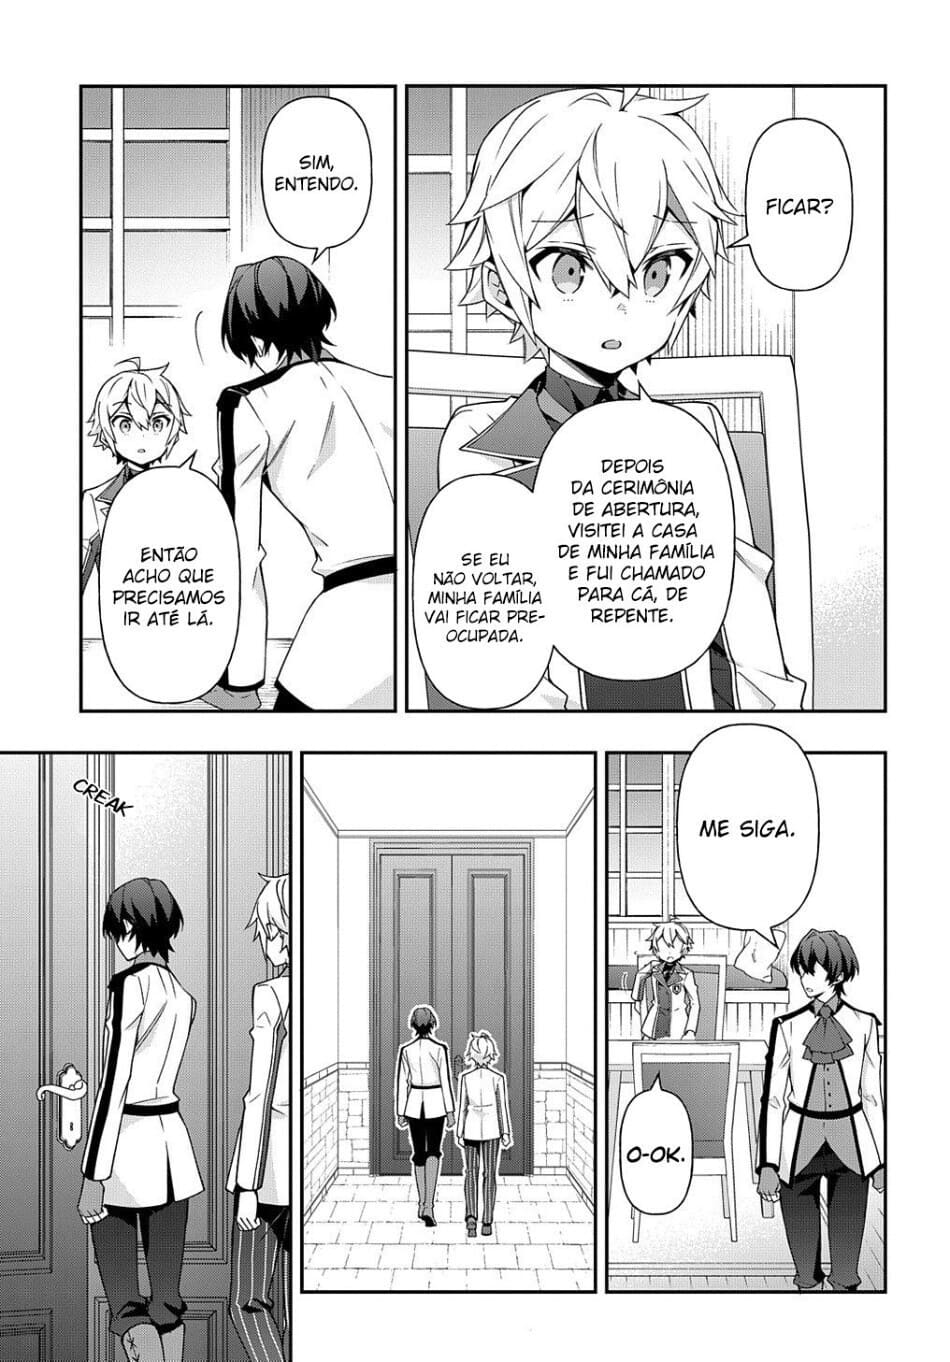 FICAR?
DEPOIS
DA CERIMÔNIA
DE ABERTURA,
VISITEI A CASA
DE MINHA FAMÍLIA
E FUI CHAMADO
PARA CÁ, DE
REPENTE.
SE EU
NÃO VOLTAR,
MINHA FAMÍLIA
VAI FICAR PRE-
OCUPADA.
SIM,
ENTENDO.
ENTÃO
ACHO QUE
PRECISAMOS
IR ATÉ LÁ.
ME SIGA.
O-OK.
CREAK